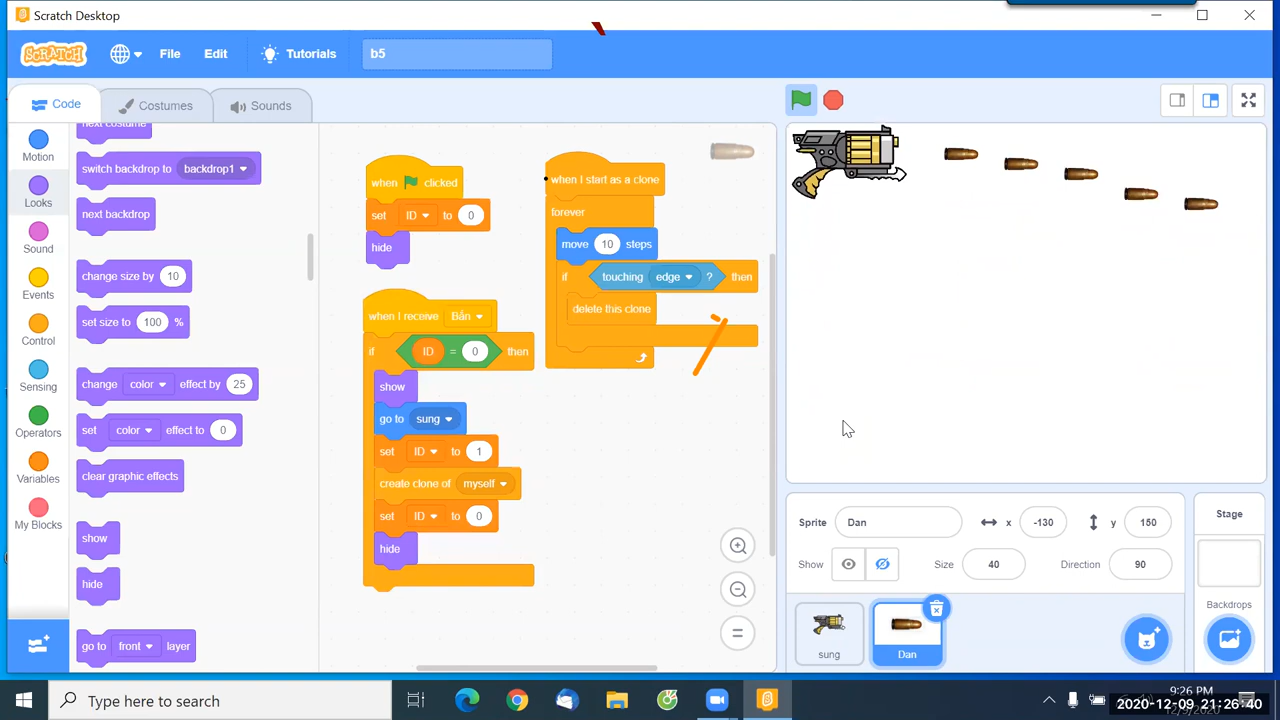 Scratch Desktop
SCRATCH File Edit Tutorials b5
Code Costumes Sounds
Motion
Looks
Sound
Events
Control
Sensing
Operators
Variables
My Blocks
next costume
switch backdrop to backdrop1
next backdrop
change size by 10
set size to 100 %
change color effect by 25
set color effect to 0
clear graphic effects
show
hide
go to front layer
when clicked
set ID to 0
hide
when I receive Bắn
if ID = 0 then
show
go to sung
set ID to 1
create clone of myself
set ID to 0
hide
when I start as a clone
forever
move 10 steps
if touching edge ? then
delete this clone
Sprite Dan x -130 y 150
Show Size 40 Direction 90
sung
Dan
Stage
Backdrops
Type here to search
9:26 PM
2020-12-09 21:26:40